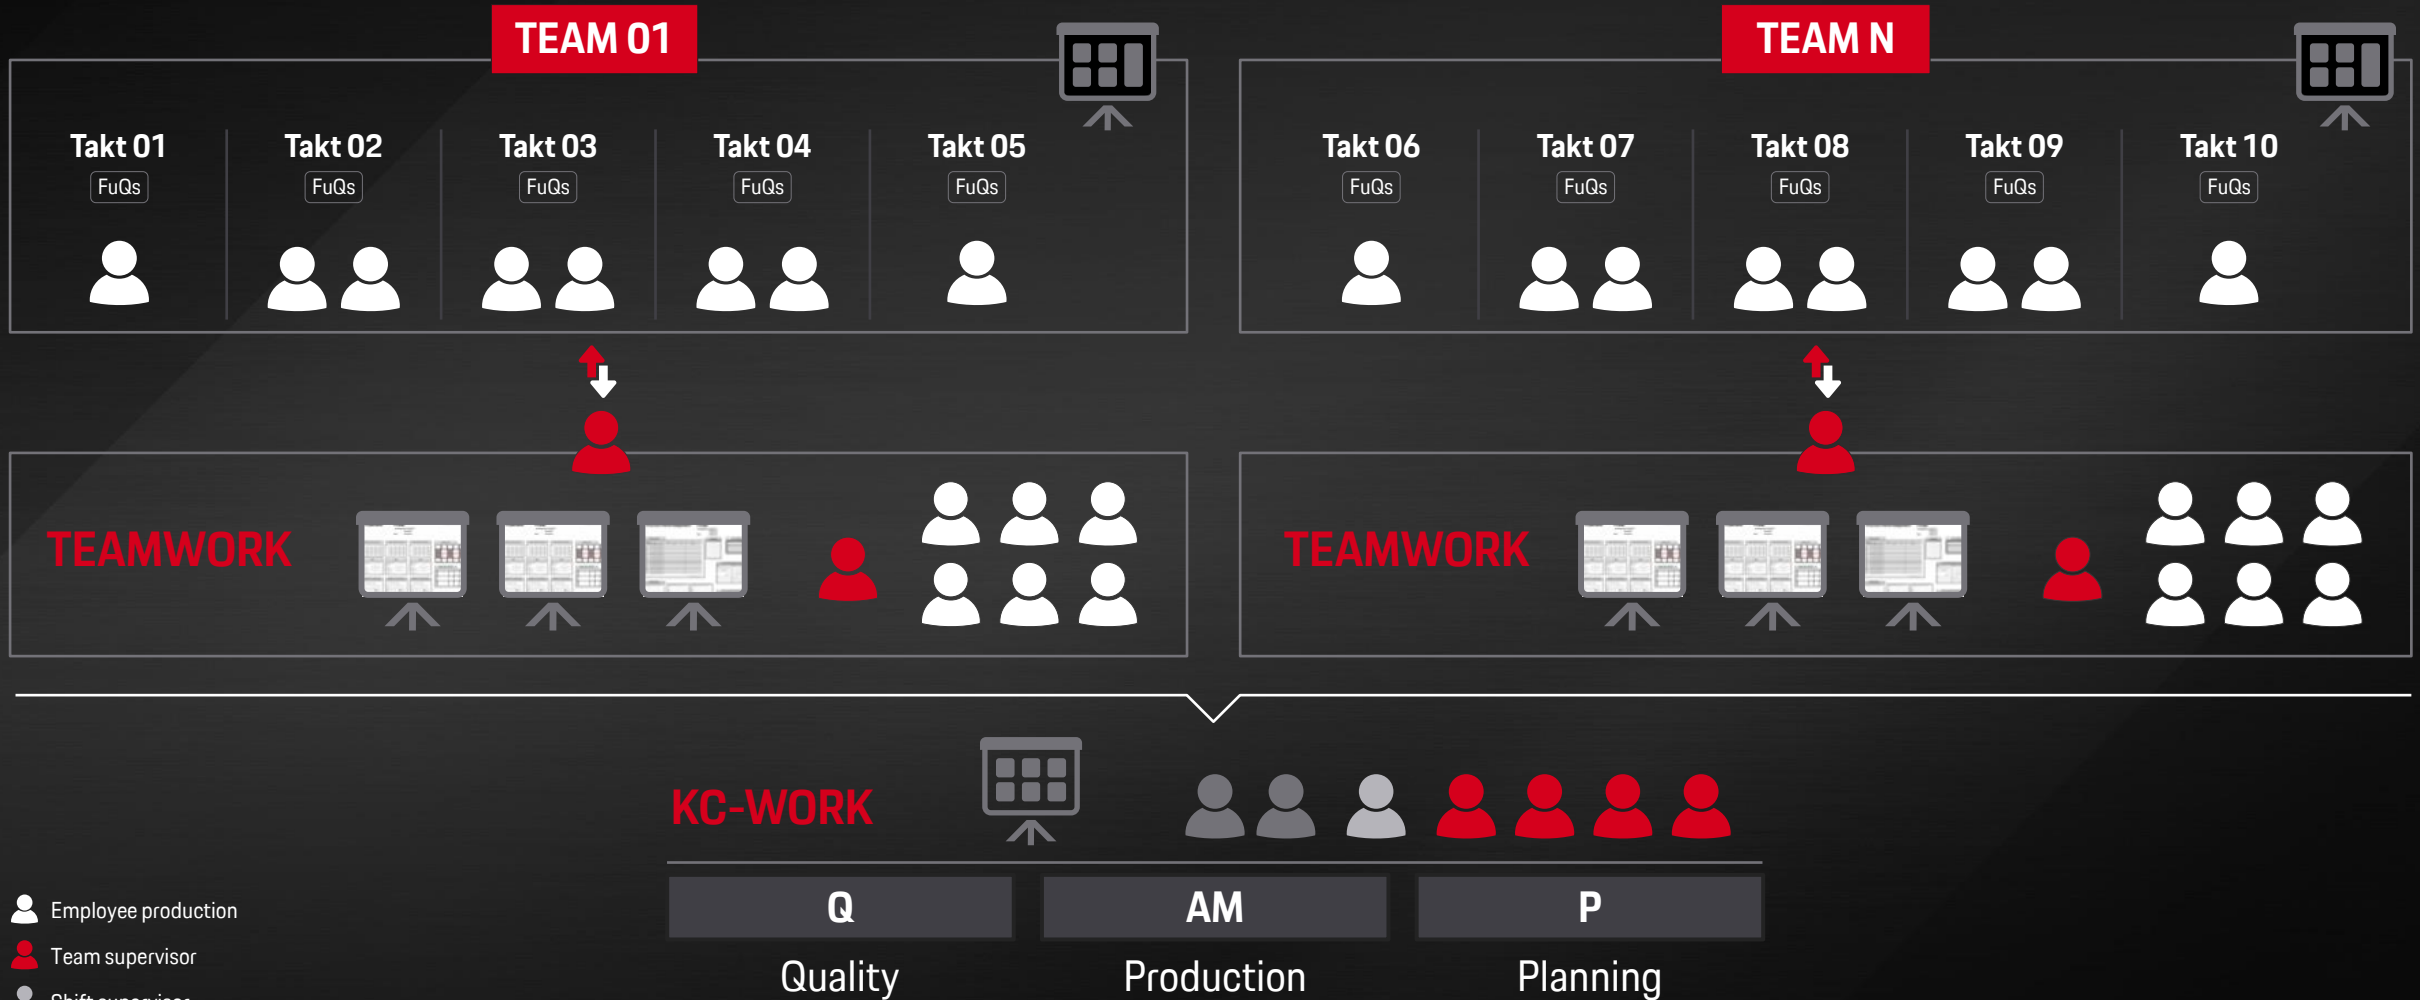 TEAM 01
TEAM N
Takt 01
Takt 02
Takt 03
Takt 04
Takt 05
Takt 06
Takt 07
Takt 08
Takt 09
Takt 10
FuQs
FuQs
FuQs
FuQs
FuQs
FuQs
FuQs
FuQs
FuQs
FuQs
TEAMWORK
TEAMWORK
KC-WORK
Q
AM
P
Quality
Production
Planning
Employee production
Team supervisor
Shift supervisor